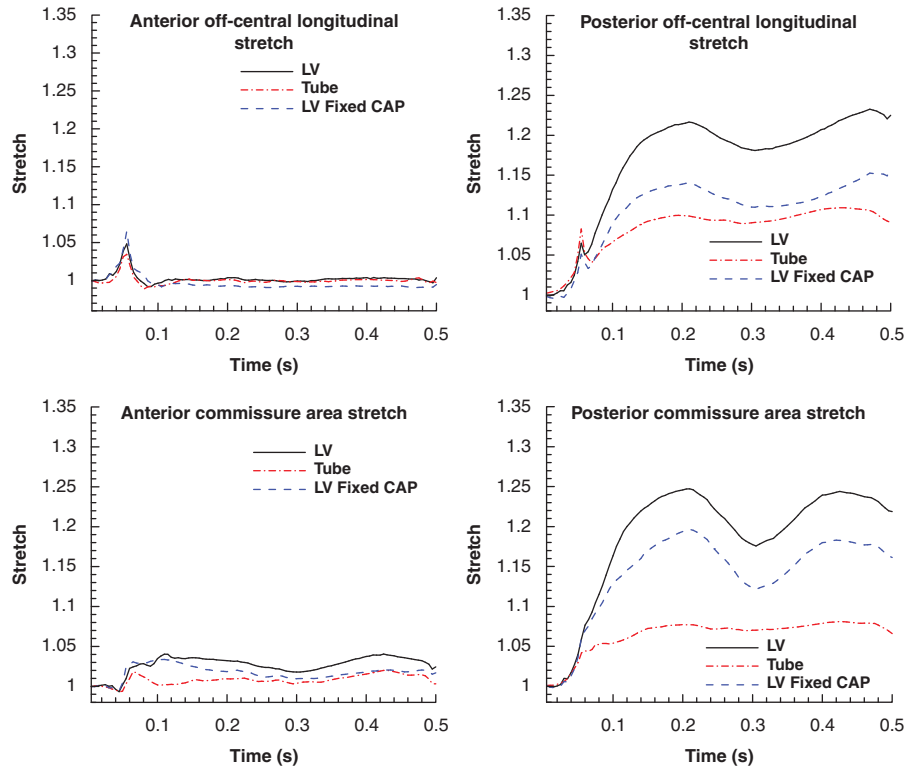 Anterior off-central longitudinal
stretch
LV
Tube
LV Fixed CAP
1.35
1.3
1.25
1.2
1.15
1.1
1.05
1
Stretch
0.1
0.2
0.3
0.4
0.5
Time (s)
Posterior off-central longitudinal
stretch
1.35
1.3
1.25
1.2
1.15
1.1
1.05
1
Stretch
LV
Tube
LV Fixed CAP
0.1
0.2
0.3
0.4
0.5
Time (s)
Anterior commissure area stretch
LV
Tube
LV Fixed CAP
1.35
1.3
1.25
1.2
1.15
1.1
1.05
1
Stretch
0.1
0.2
0.3
0.4
0.5
Time (s)
Posterior commissure area stretch
1.35
1.3
1.25
1.2
1.15
1.1
1.05
1
Stretch
LV
Tube
LV Fixed CAP
0.1
0.2
0.3
0.4
0.5
Time (s)